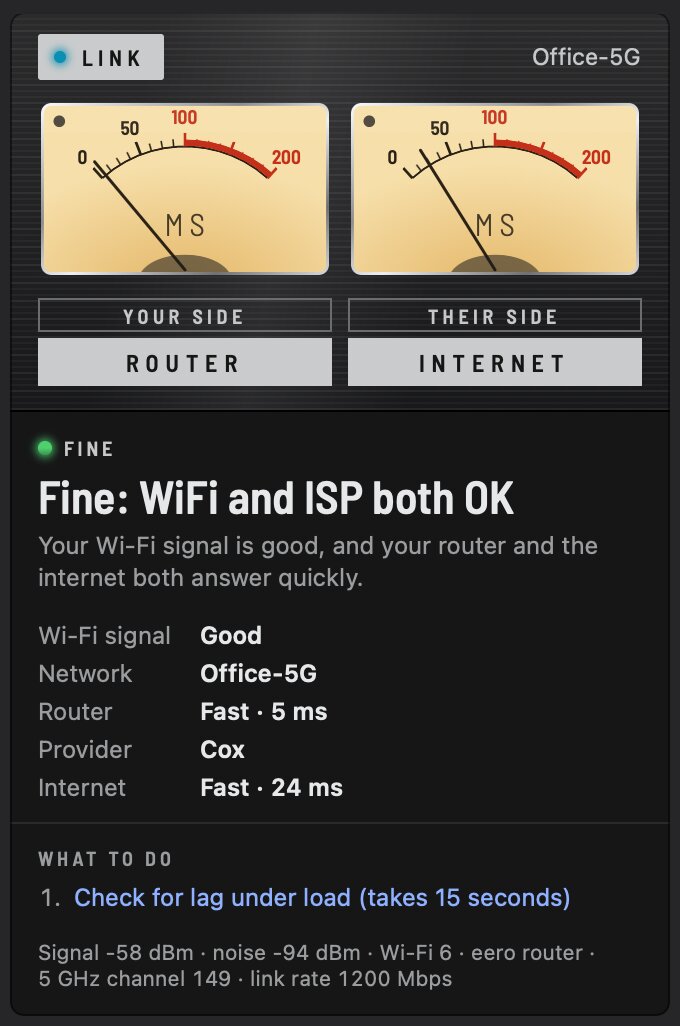 LINK
Office-5G
0 50 100 200
MS
0 50 100 200
MS
YOUR SIDE
THEIR SIDE
ROUTER
INTERNET
FINE
Fine: WiFi and ISP both OK
Your Wi-Fi signal is good, and your router and the
internet both answer quickly.
Wi-Fi signal Good
Network Office-5G
Router Fast · 5 ms
Provider Cox
Internet Fast · 24 ms
WHAT TO DO
1. Check for lag under load (takes 15 seconds)
Signal -58 dBm · noise -94 dBm · Wi-Fi 6 · eero router ·
5 GHz channel 149 · link rate 1200 Mbps